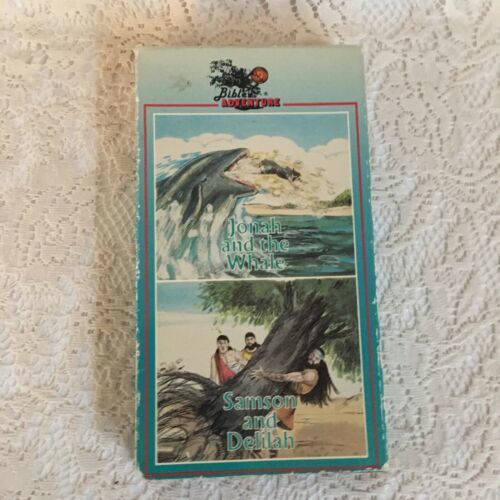 Bible
ADVENTURE
Jonah
and the
Whale
Samson
and
Delilah